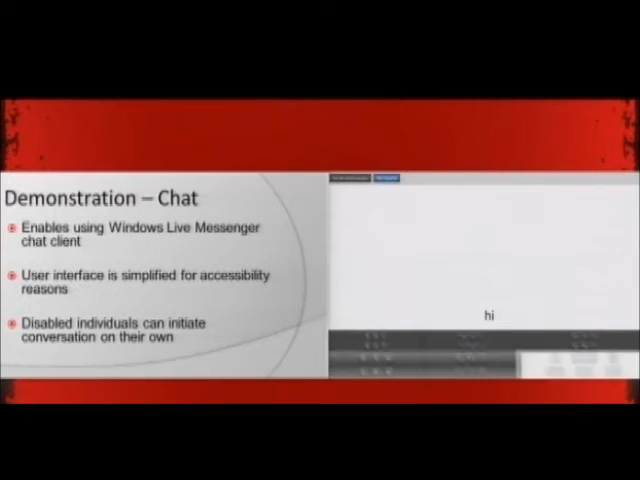 Demonstration – Chat
Enables using Windows Live Messenger
chat client
User interface is simplified for accessibility
reasons
Disabled individuals can initiate
conversation on their own
hi